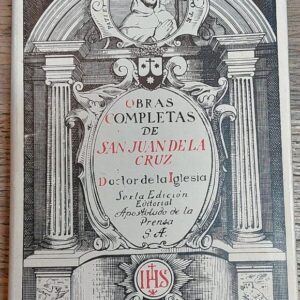 OBRAS
COMPLETAS
DE
SAN JUAN DE LA
CRUZ
Doctor de la Iglesia
Sexta Edición
Editorial
Apostolado de la
Prensa
S.A.
IHS